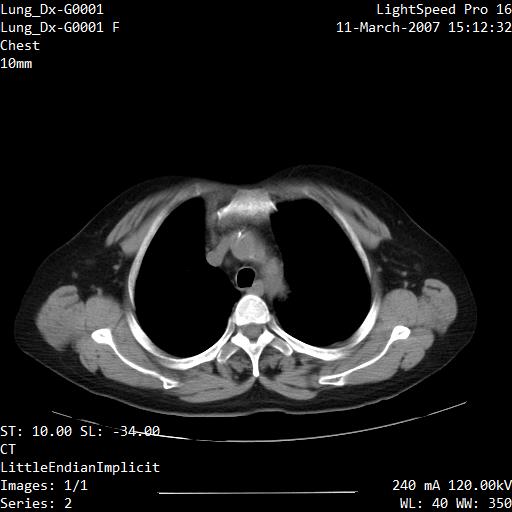 Lung_Dx-G0001
Lung_Dx-G0001 F
Chest
10mm
LightSpeed Pro 16
11-March-2007 15:12:32
ST: 10.00 SL: -34.00
CT
LittleEndianImplicit
Images: 1/1
Series: 2
240 mA 120.00kV
WL: 40 WW: 350